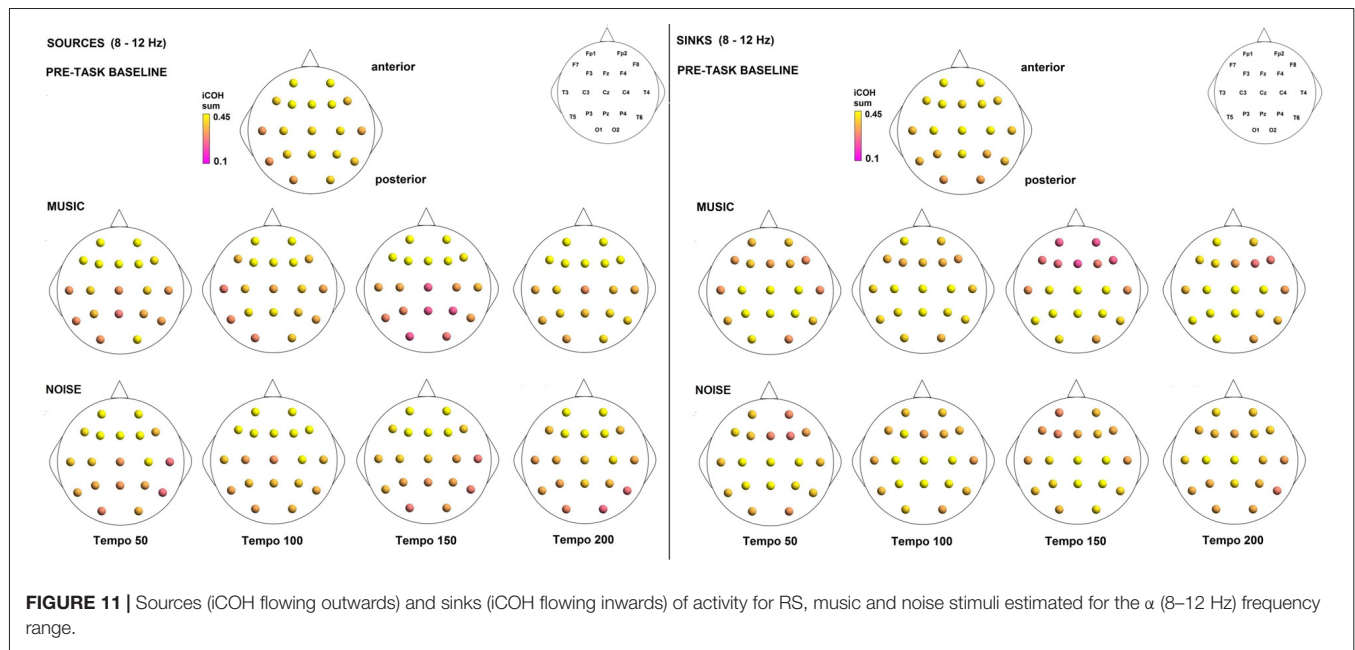 SOURCES (8 - 12 Hz)
PRE-TASK BASELINE
anterior
iCOH
sum
0.45
0.1
posterior
Fp1 Fp2
F7 F8
F3 Fz F4
T3 C3 Cz C4 T4
P3 Pz P4
T5 T6
O1 O2
MUSIC
NOISE
Tempo 50 Tempo 100 Tempo 150 Tempo 200
SINKS (8 - 12 Hz)
PRE-TASK BASELINE
anterior
iCOH
sum
0.45
0.1
posterior
Fp1 Fp2
F7 F8
F3 Fz F4
T3 C3 Cz C4 T4
P3 Pz P4
T5 T6
O1 O2
MUSIC
NOISE
Tempo 50 Tempo 100 Tempo 150 Tempo 200
FIGURE 11 | Sources (iCOH flowing outwards) and sinks (iCOH flowing inwards) of activity for RS, music and noise stimuli estimated for the α (8–12 Hz) frequency
range.